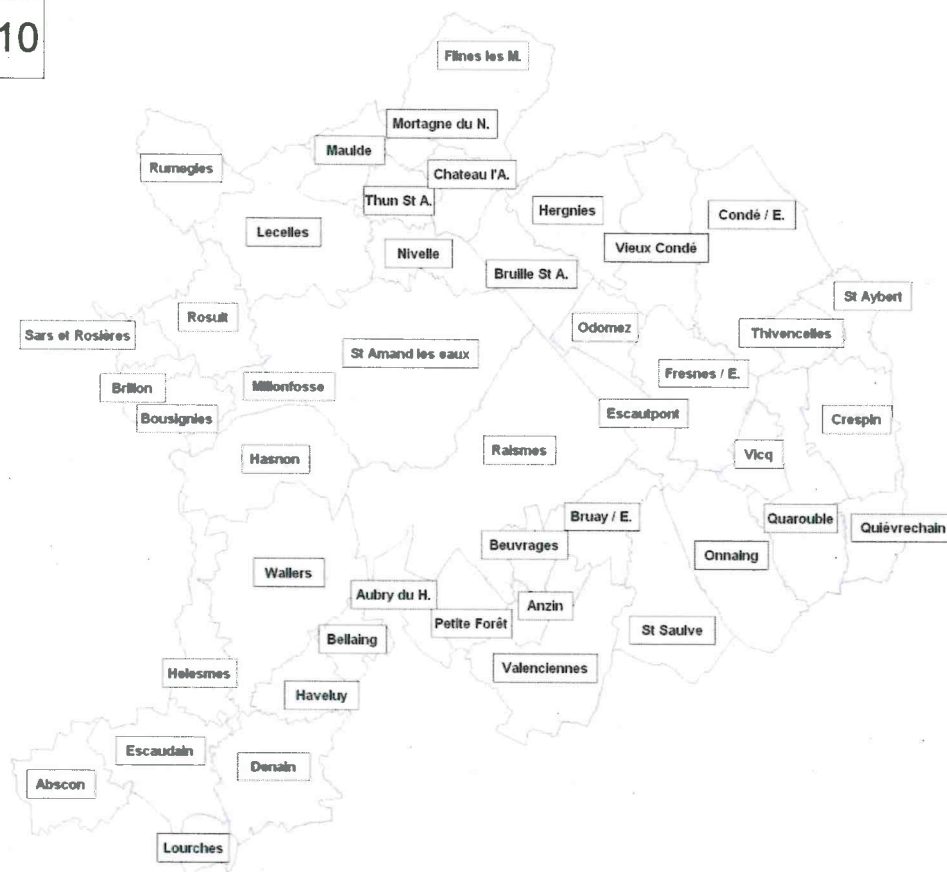 10
Flines les M.
Mortagne du N.
Maulde
Rumegies
Chateau l'A.
Thun St A.
Hergnies
Condé / E.
Lecelles
Vieux Condé
Nivelle
Bruille St A.
St Aybert
Rosult
Odomez
Sars et Rosières
Thivencelles
St Amand les eaux
Fresnes / E.
Brillon
Millonfosse
Bousignies
Escautpont
Crespin
Hasnon
Raismes
Vicq
Bruay / E.
Quarouble
Quiévrechain
Beuvrages
Onnaing
Wallers
Aubry du H.
Anzin
Petite Forêt
St Saulve
Bellaing
Valenciennes
Helesmes
Haveluy
Escaudain
Denain
Abscon
Lourches